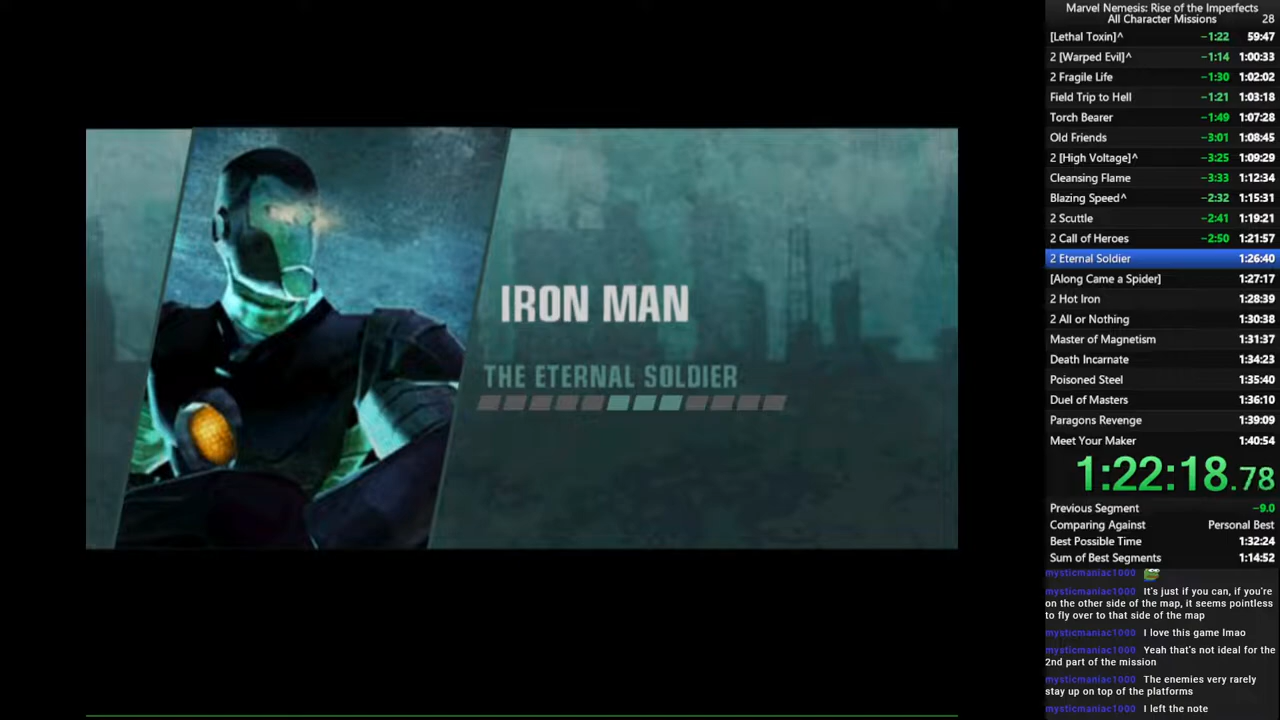 IRON MAN
THE ETERNAL SOLDIER
Marvel Nemesis: Rise of the Imperfects
All Character Missions 28
[Lethal Toxin]^ −1:22 59:47
2 [Warped Evil]^ −1:14 1:00:33
2 Fragile Life −1:30 1:02:02
Field Trip to Hell −1:21 1:03:18
Torch Bearer −1:49 1:07:28
Old Friends −3:01 1:08:45
2 [High Voltage]^ −3:25 1:09:29
Cleansing Flame −3:33 1:12:34
Blazing Speed^ −2:32 1:15:31
2 Scuttle −2:41 1:19:21
2 Call of Heroes −2:50 1:21:57
2 Eternal Soldier 1:26:40
[Along Came a Spider] 1:27:17
2 Hot Iron 1:28:39
2 All or Nothing 1:30:38
Master of Magnetism 1:31:37
Death Incarnate 1:34:23
Poisoned Steel 1:35:40
Duel of Masters 1:36:10
Paragons Revenge 1:39:09
Meet Your Maker 1:40:54
1:22:18.78
Previous Segment −9.0
Comparing Against Personal Best
Best Possible Time 1:32:24
Sum of Best Segments 1:14:52
mysticmaniac1000
mysticmaniac1000 It's just if you can, if you're
on the other side of the map, it seems pointless
to fly over to that side of the map
mysticmaniac1000 I love this game lmao
mysticmaniac1000 Yeah that's not ideal for the
2nd part of the mission
mysticmaniac1000 The enemies very rarely
stay up on top of the platforms
mysticmaniac1000 I left the note